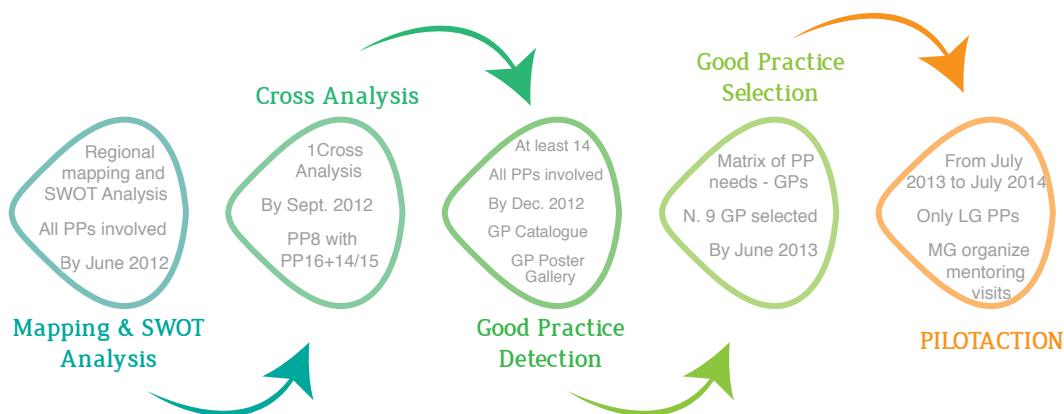 Mapping & SWOT
Analysis
Regional
mapping and
SWOT Analysis
All PPs involved
By June 2012
Cross Analysis
1Cross
Analysis
By Sept. 2012
PP8 with
PP16+14/15
Good Practice
Detection
At least 14
All PPs involved
By Dec. 2012
GP Catalogue
GP Poster
Gallery
Good Practice
Selection
Matrix of PP
needs - GPs
N. 9 GP selected
By June 2013
PILOTACTION
From July
2013 to July 2014
Only LG PPs
MG organize
mentoring
visits